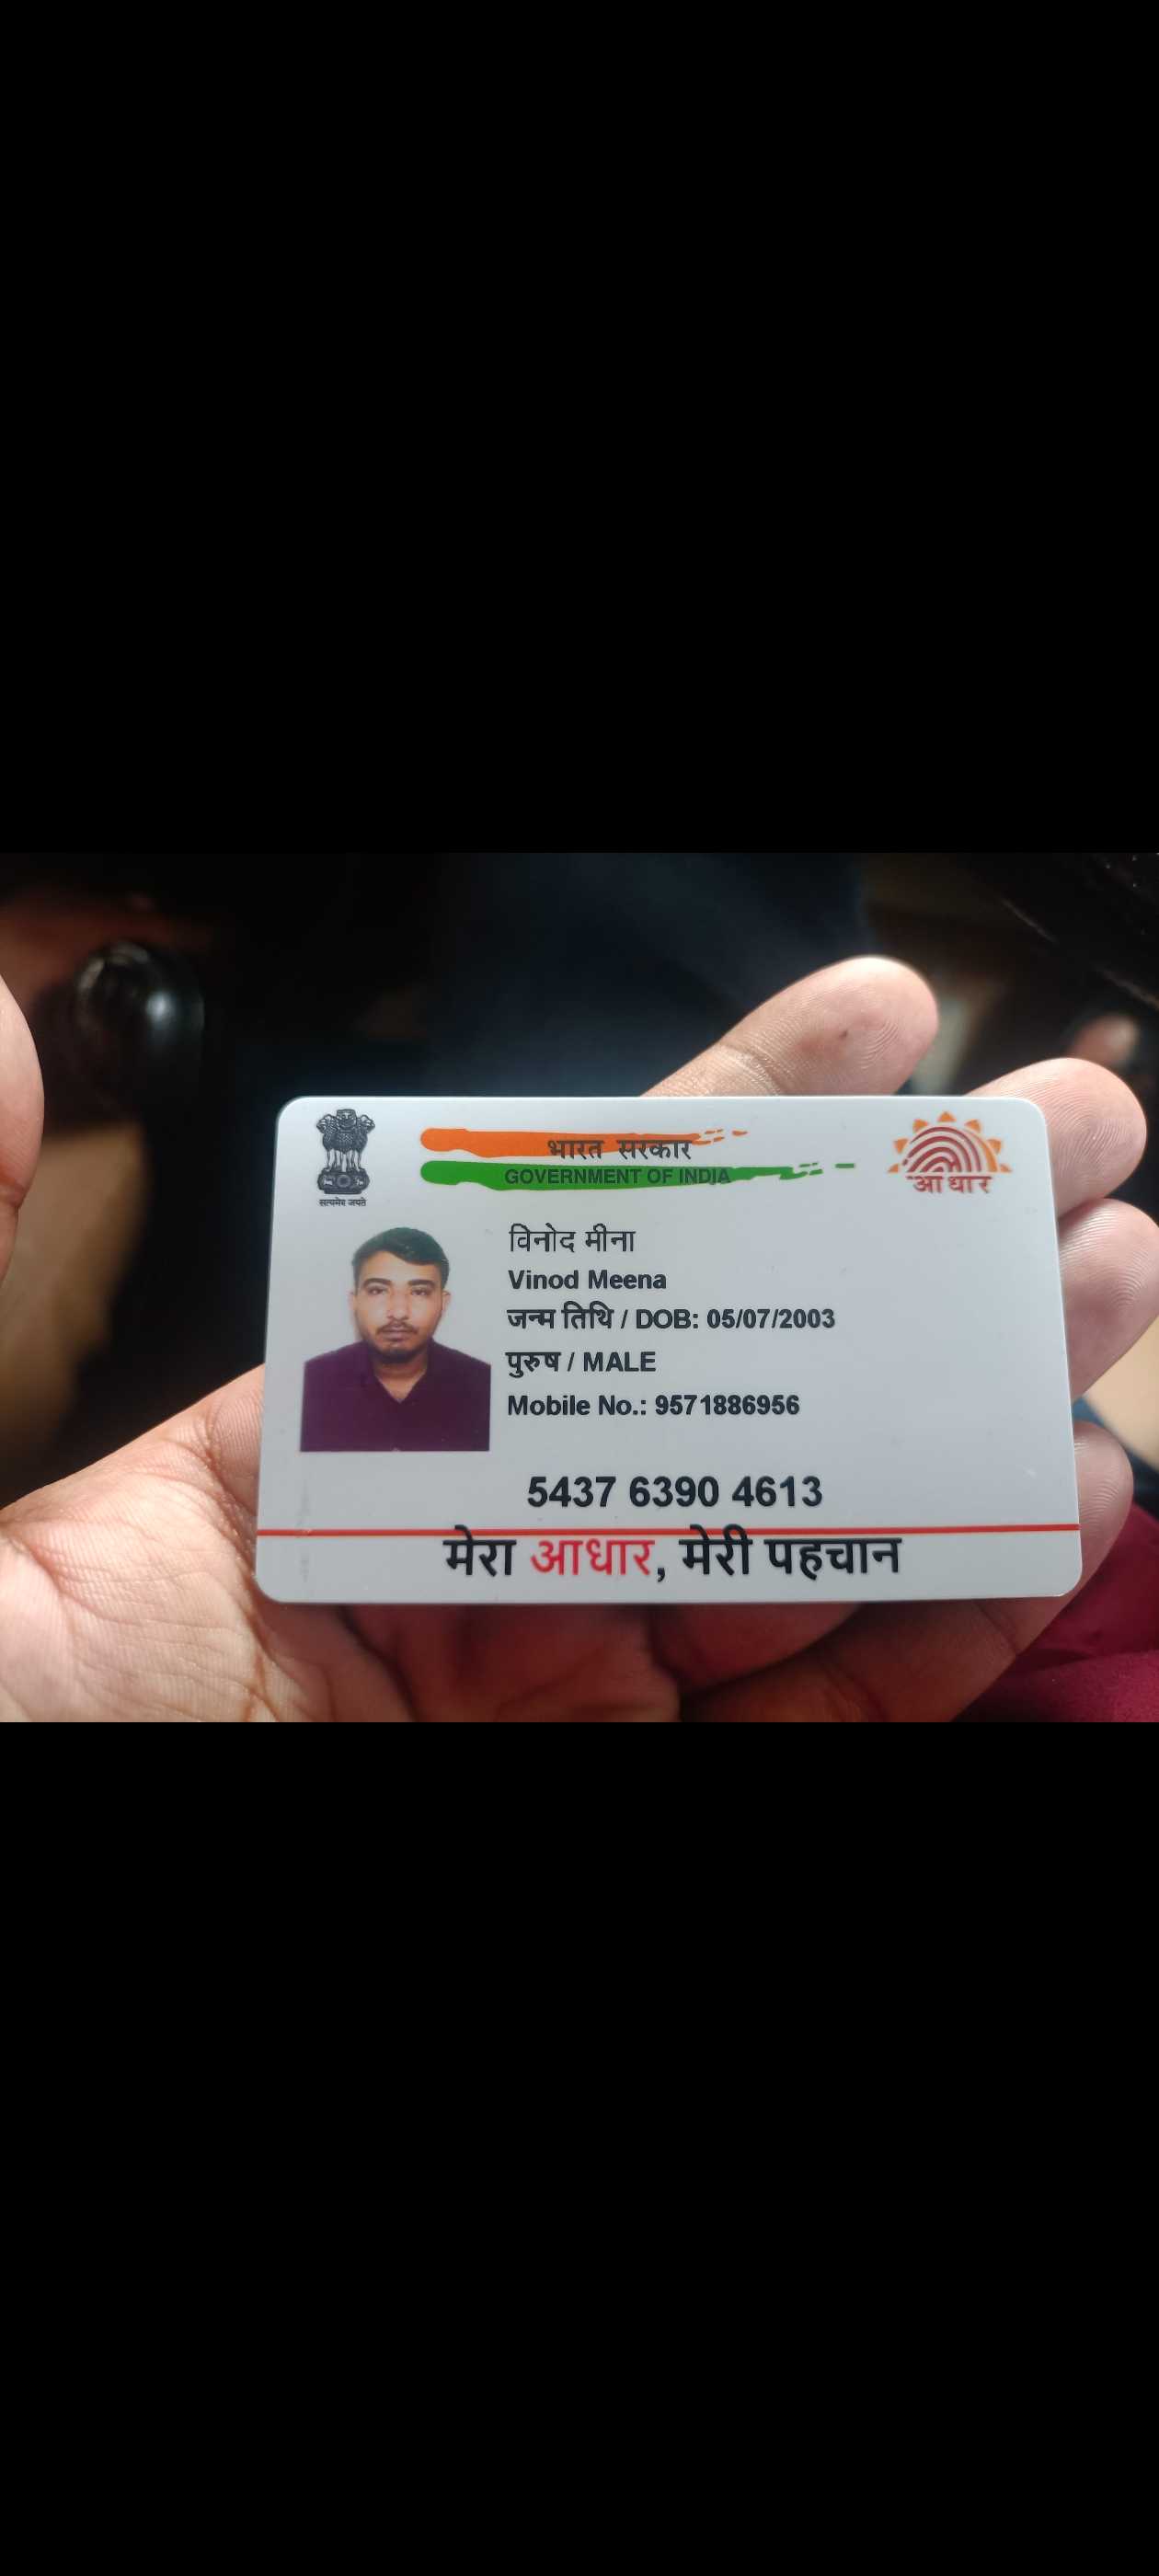 भारत सरकार
GOVERNMENT OF INDIA
सत्यमेव जयते
आधार
विनोद मीना
Vinod Meena
जन्म तिथि / DOB: 05/07/2003
पुरुष / MALE
Mobile No.: 9571886956
5437 6390 4613
मेरा आधार, मेरी पहचान